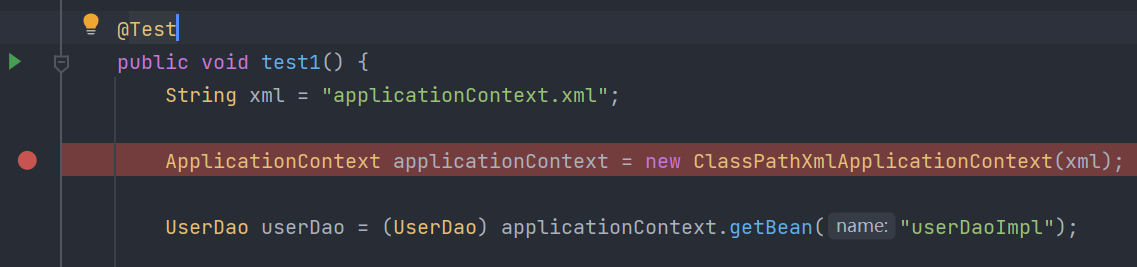 @Test
public void test1() {
String xml = "applicationContext.xml";
ApplicationContext applicationContext = new ClassPathXmlApplicationContext(xml);
UserDao userDao = (UserDao) applicationContext.getBean( name: "userDaoImpl");